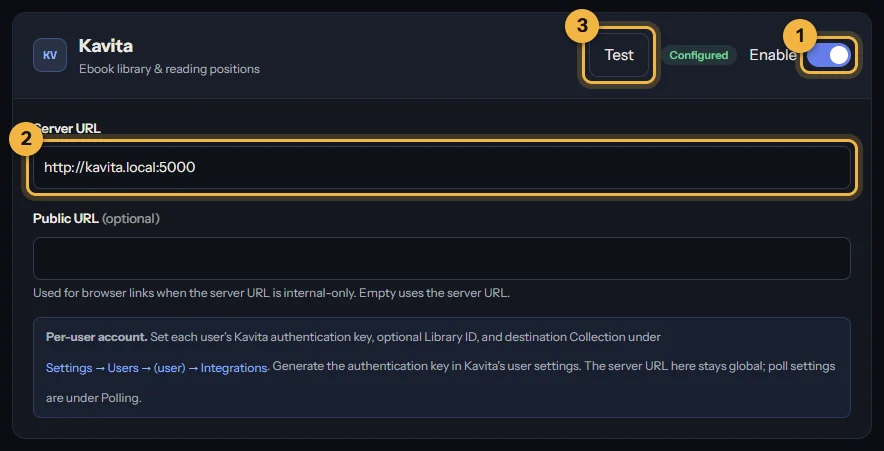 KV
Kavita
Ebook library & reading positions
3
Test
Configured
Enable
1
Server URL
2
http://kavita.local:5000
Public URL (optional)
Used for browser links when the server URL is internal-only. Empty uses the server URL.
Per-user account. Set each user's Kavita authentication key, optional Library ID, and destination Collection under
Settings → Users → (user) → Integrations. Generate the authentication key in Kavita's user settings. The server URL here stays global; poll settings
are under Polling.